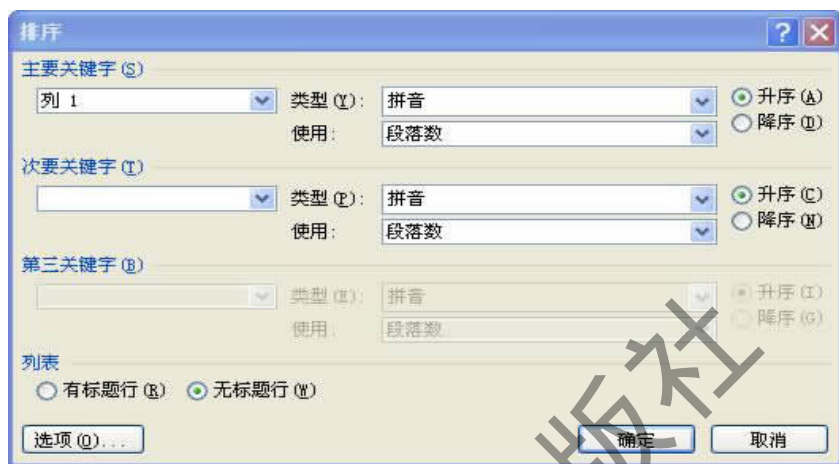 排序
主要关键字(S)
列 1 类型(Y): 拼音 升序(A)
使用: 段落数 降序(D)
次要关键字(T)
类型(P): 拼音 升序(C)
使用: 段落数 降序(N)
第三关键字(B)
类型(E): 拼音 升序(I)
使用: 段落数 降序(G)
列表
有标题行(R) 无标题行(W)
选项(O)... 确定 取消
版社